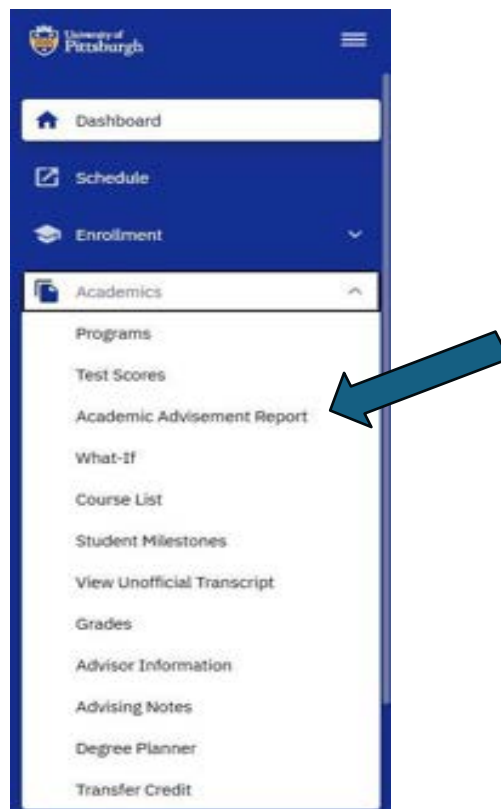 University of
Pittsburgh
Dashboard
Schedule
Enrollment
Academics
Programs
Test Scores
Academic Advisement Report
What-If
Course List
Student Milestones
View Unofficial Transcript
Grades
Advisor Information
Advising Notes
Degree Planner
Transfer Credit